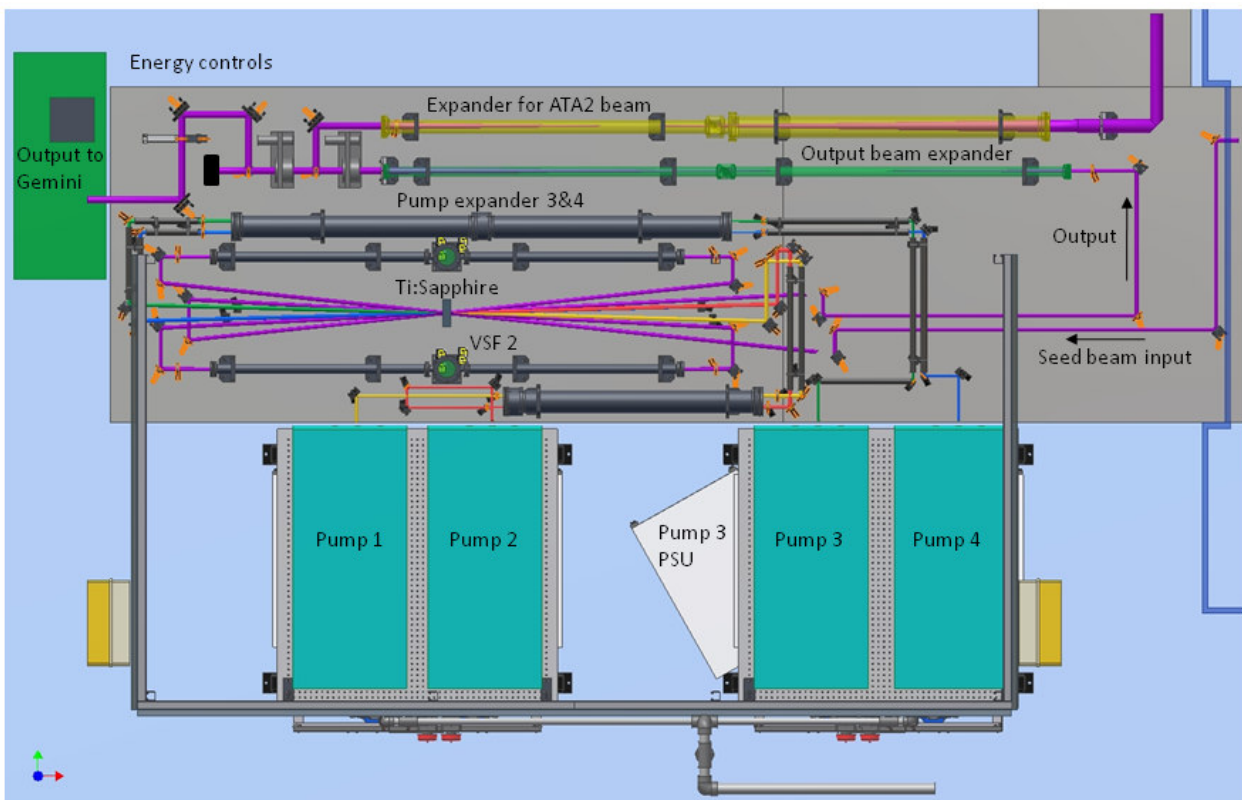 Energy controls
Expander for ATA2 beam
Output to
Gemini
Output beam expander
Pump expander 3&4
Output
Ti:Sapphire
VSF 2
Seed beam input
Pump 1
Pump 2
Pump 3
PSU
Pump 3
Pump 4